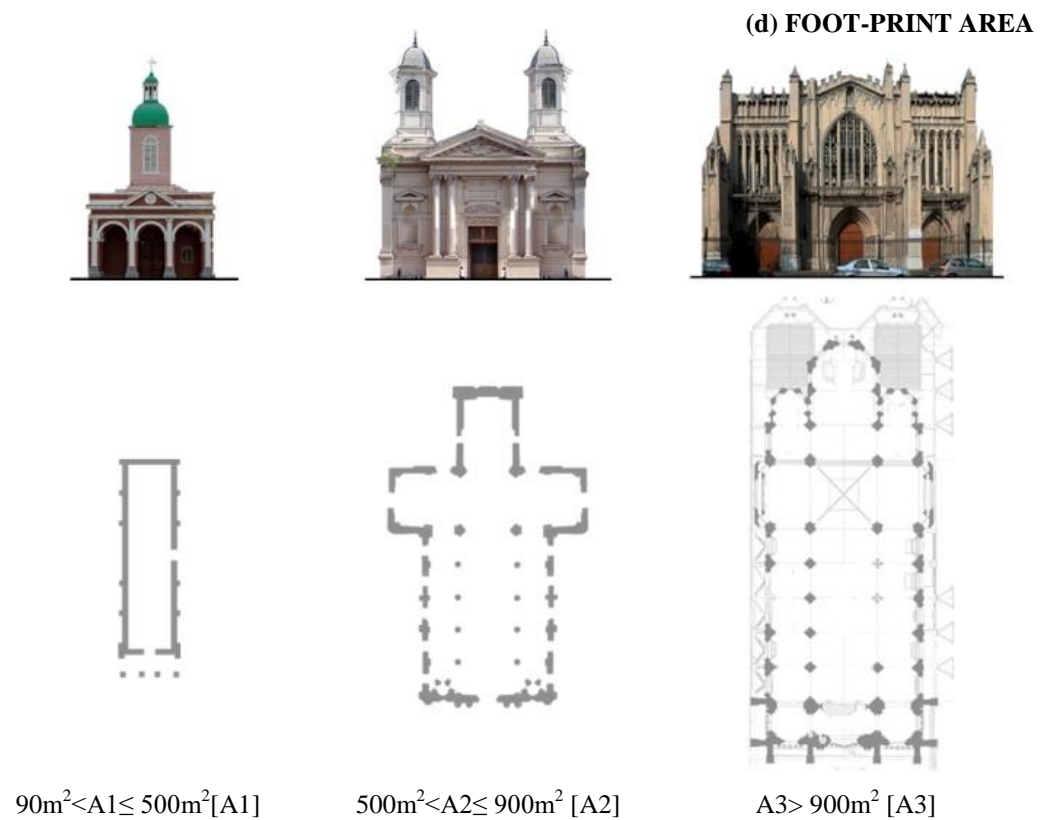 (d) FOOT-PRINT AREA
90m²<A1≤ 500m²[A1]
500m²<A2≤ 900m² [A2]
A3> 900m² [A3]